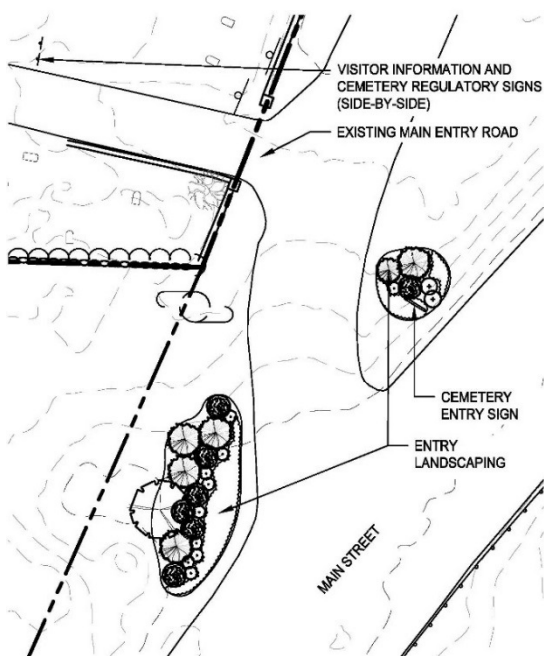 VISITOR INFORMATION AND
CEMETERY REGULATORY SIGNS
(SIDE-BY-SIDE)
EXISTING MAIN ENTRY ROAD
CEMETERY
ENTRY SIGN
ENTRY
LANDSCAPING
MAIN STREET